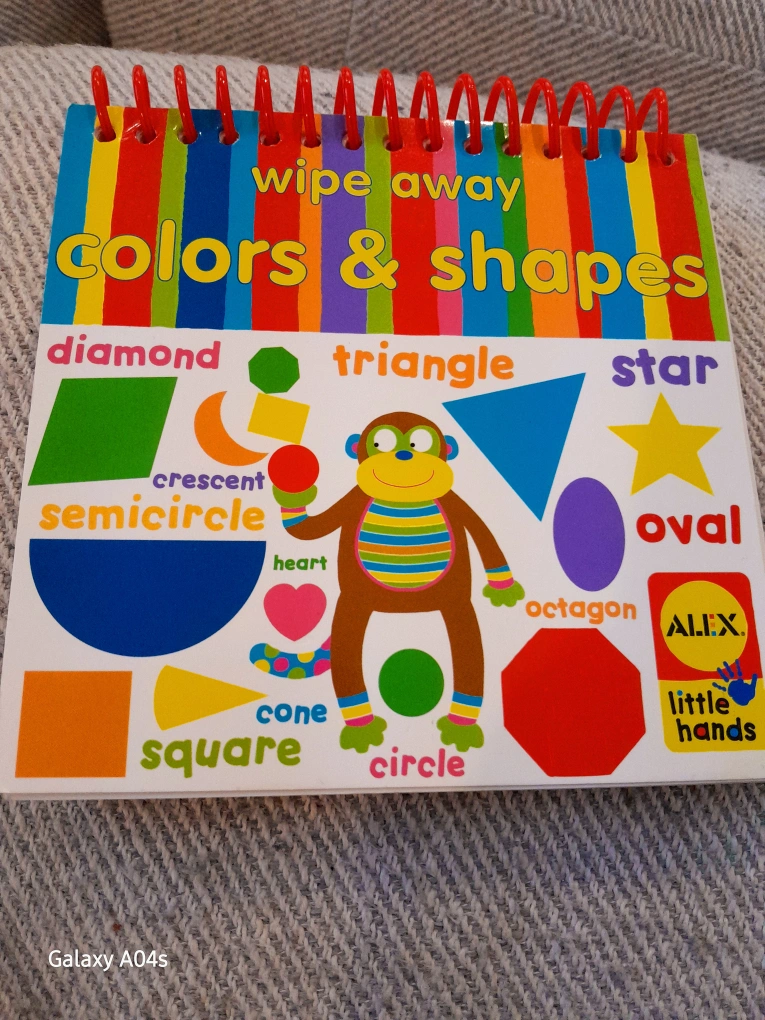 wipe away
colors & shapes
diamond
triangle
star
crescent
semicircle
oval
heart
octagon
ALEX.
little
hands
cone
square
circle
Galaxy A04s